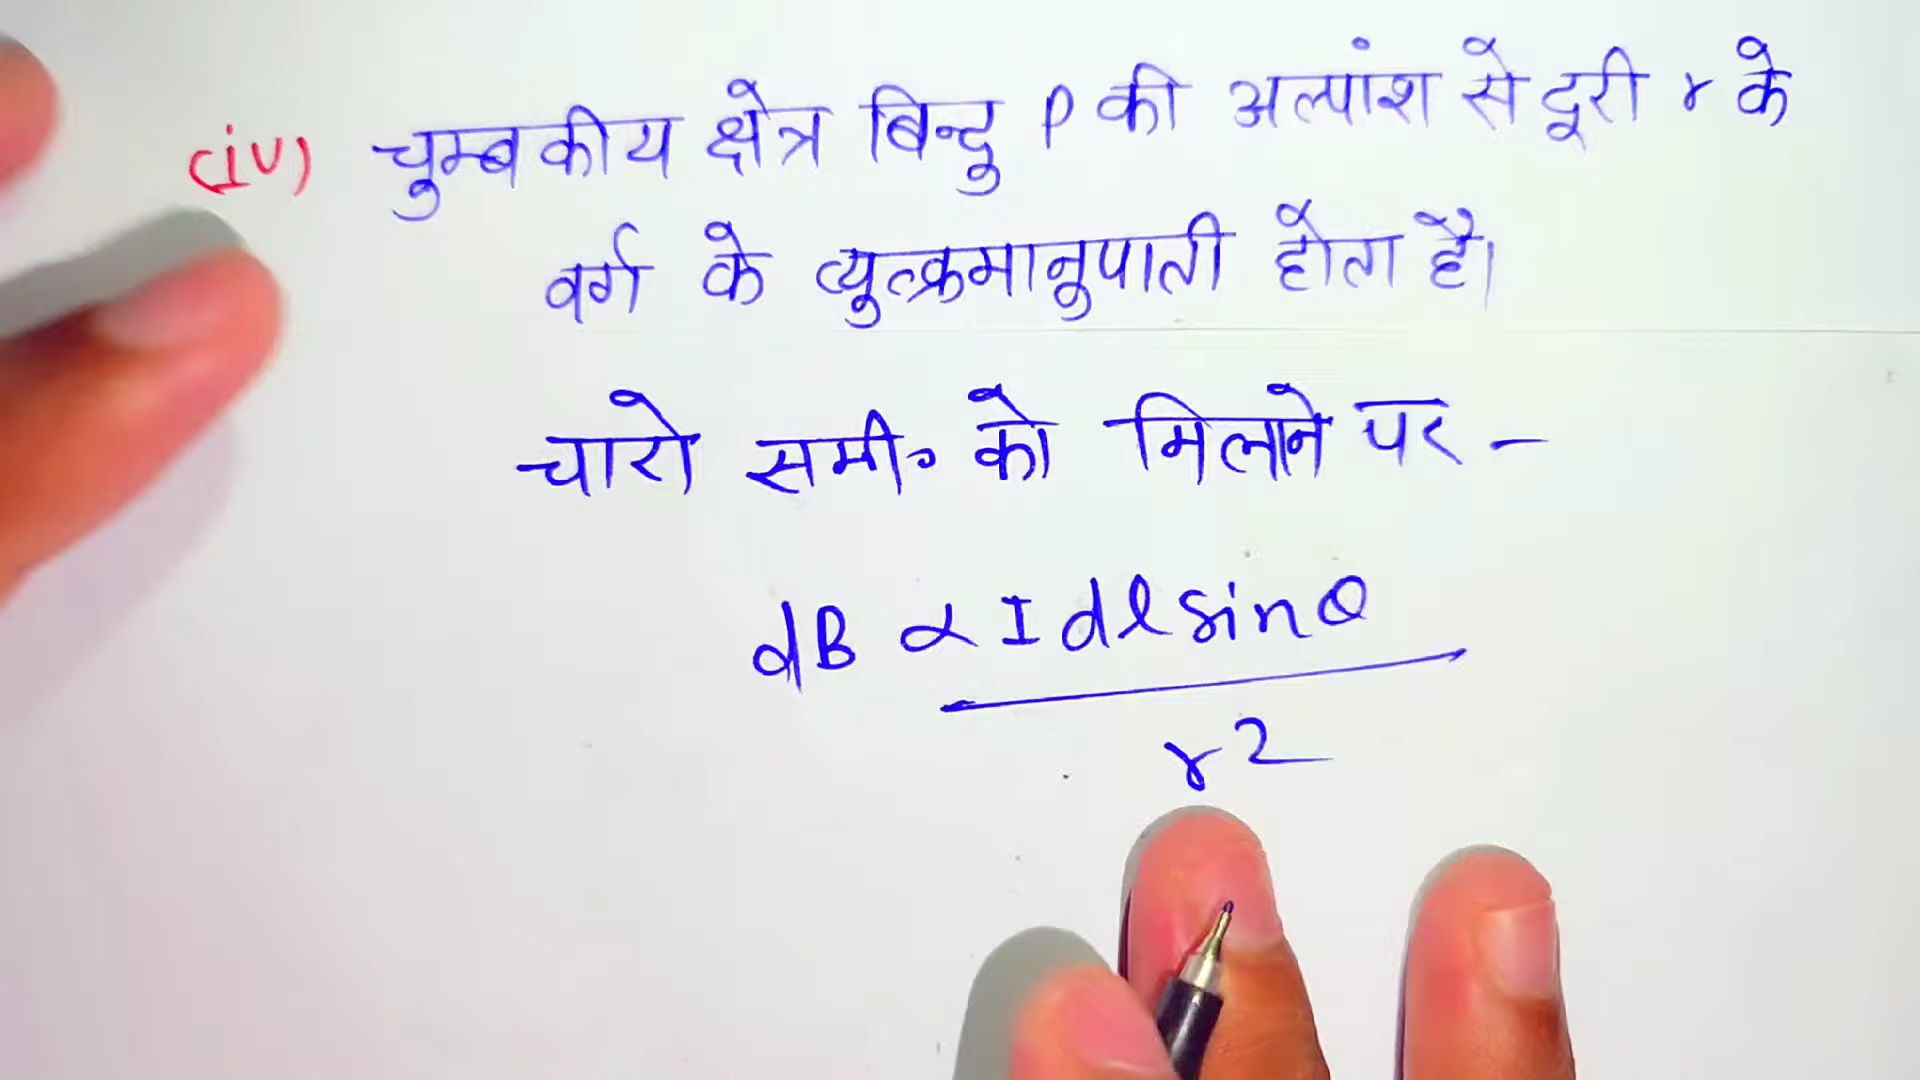 (iv) चुम्बकीय क्षेत्र बिन्दु P की अल्पांश से दूरी r के
वर्ग के व्युत्क्रमानुपाती होता है।
चारो समी० को मिलाने पर –
dB ∝ I dl sinθ
r2